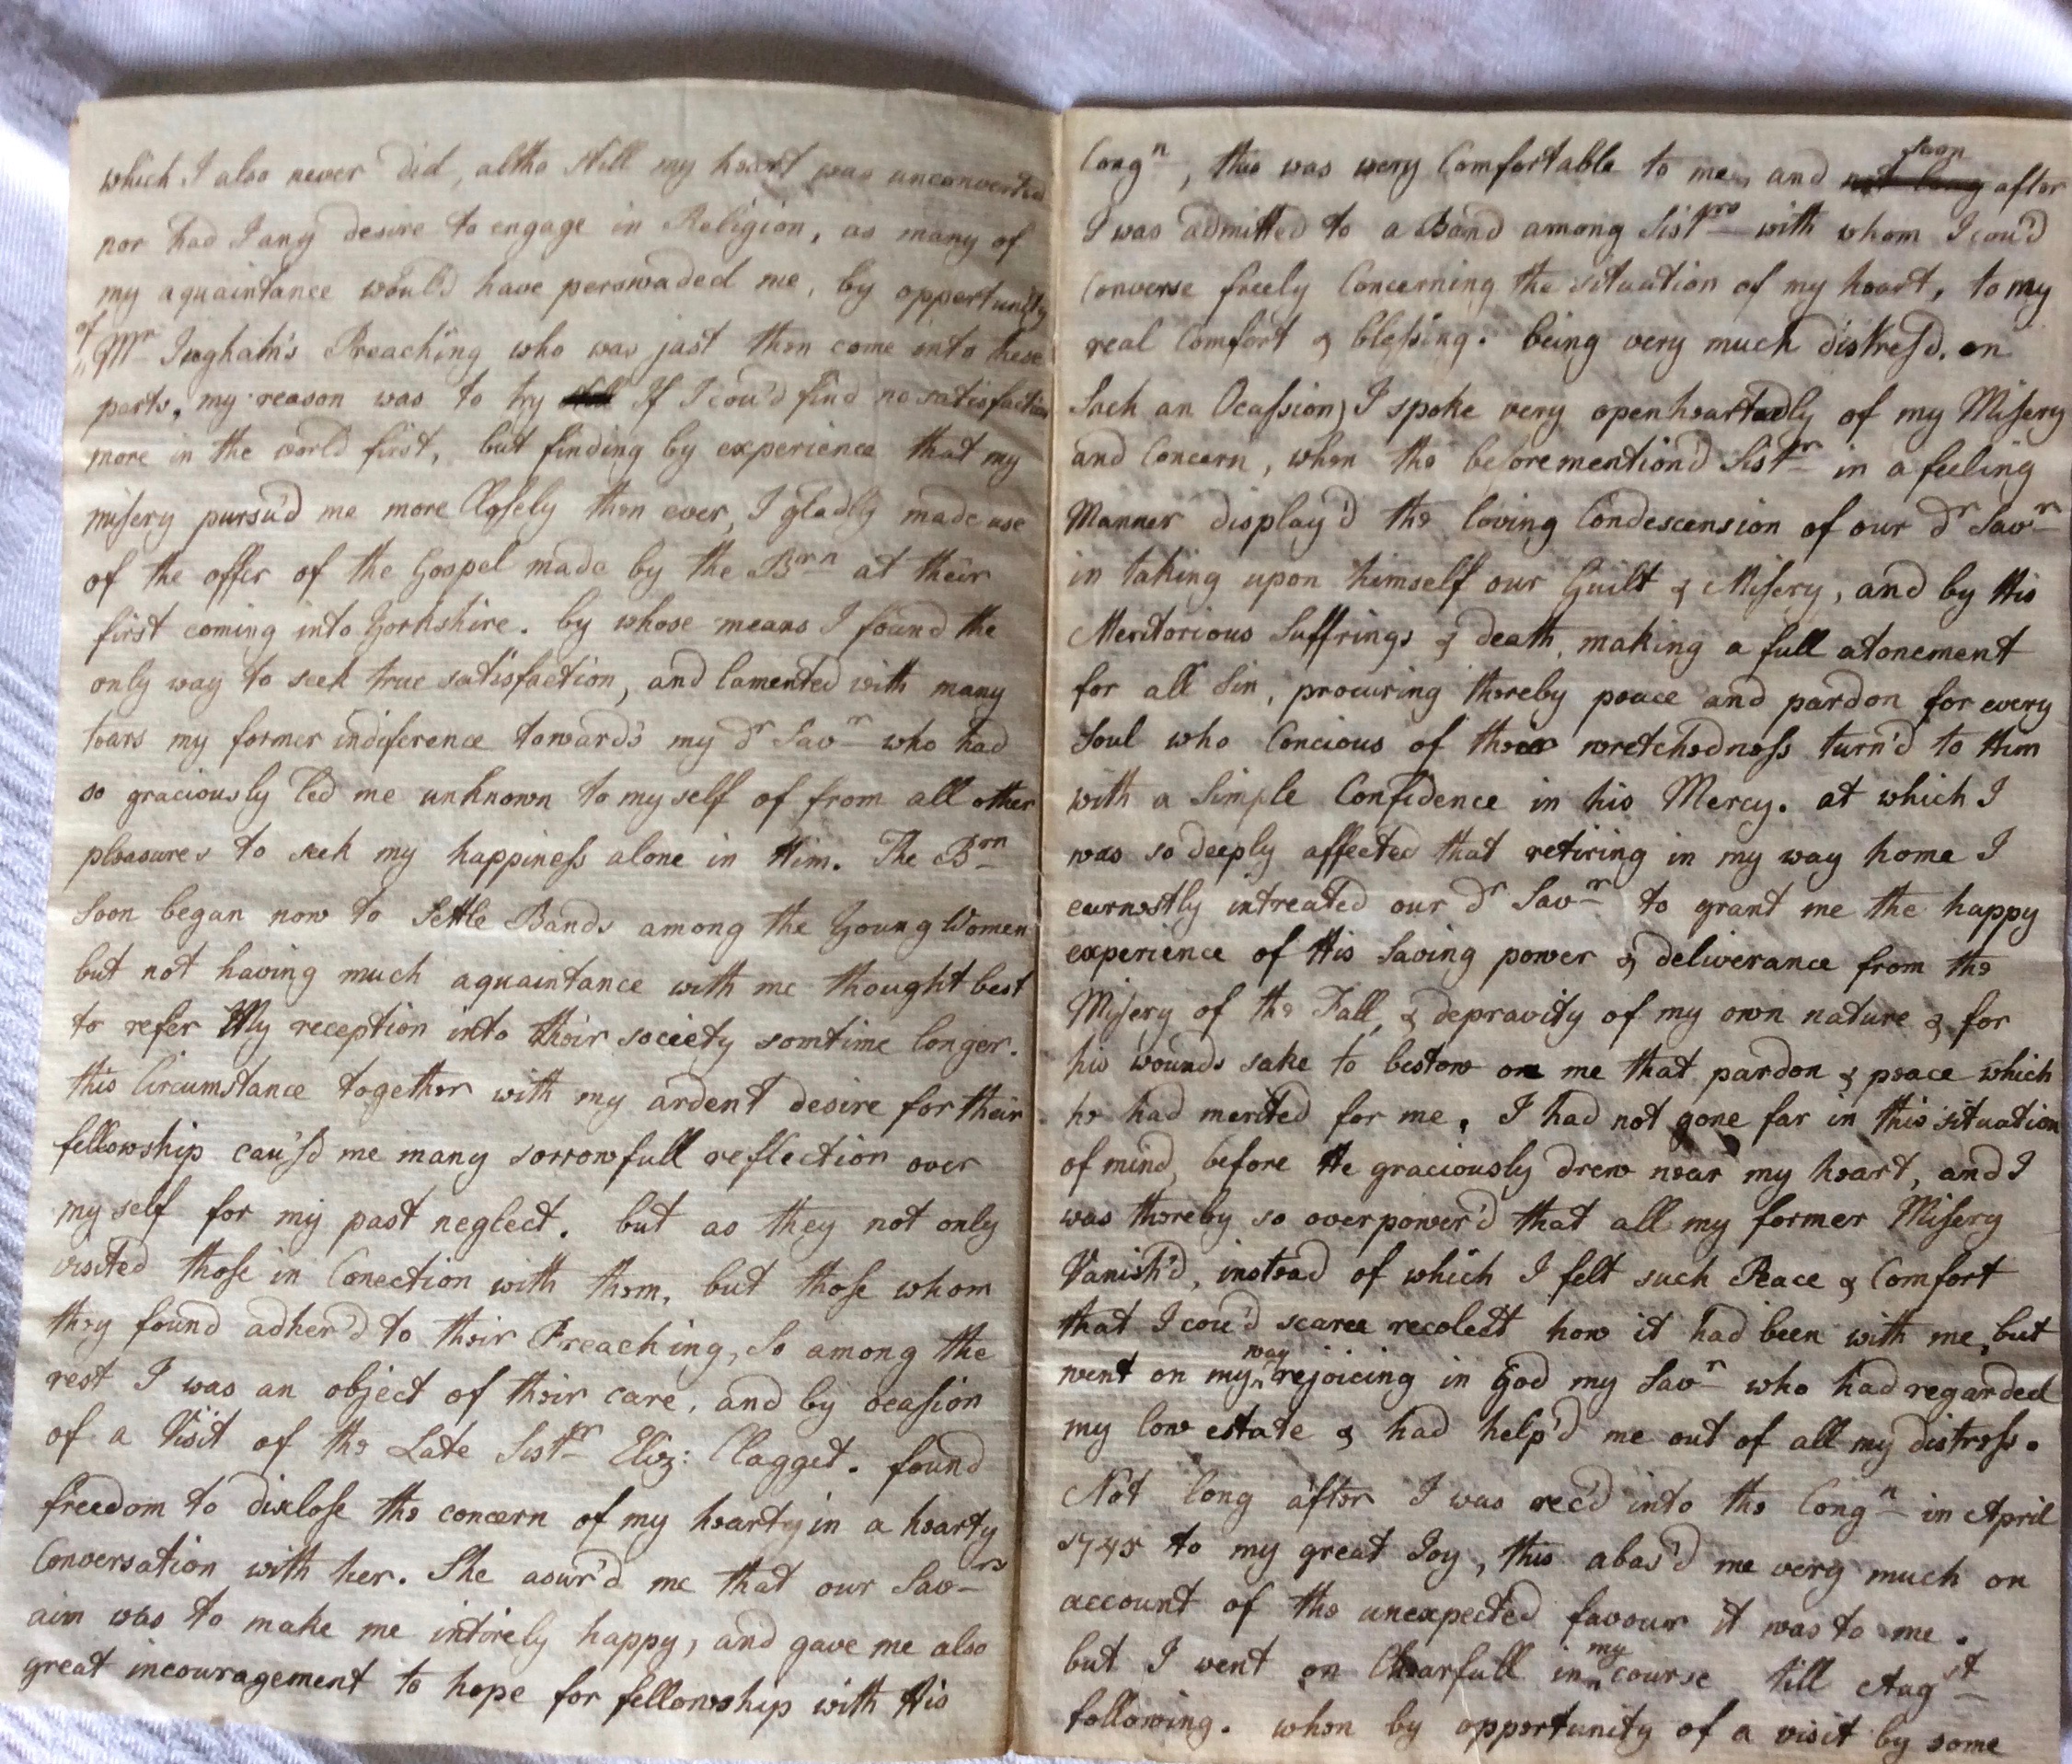 which I also never did, altho still my heart was unconverted
nor had I any desire to engage in Religion, as many of
my aquaintance would have perswaded me, by oppertunity
of Mr Inghahs Preaching who was jast then come into these
parts, my reason was to try If I cou'd find no satisfaction
more in the world first, but finding by experience that my
misery pursu'd me more Closely then ever, I gladly made use
of the offer of the Gospel made by the Brn at their
first coming into Yorkshire. by whose means I found the
only way to seek true satisfaction, and lamented with many
tears my former indiference towards my dr Savr who had
so graciously led me unknown to my self of from all other
pleasures to seek my happiness alone in Him. The Brn
soon began now to Settle Bands among the Young Women
but not having much aquaintance with me thought best
to refer My reception into their society somtime longer.
this Circumstance together with my ardent desire for their
fellowship cau'sd me many sorrowfull reflection over
my self for my past neglect. but as they not only
visited those in Conection with them, but those whom
they found adher'd to their Preaching, So among the
rest I was an object of their care, and by ocasion
of a Visit of the Late Sistr Eliz: Clagget. found
freedom to disclose the concern of my hearty in a hearty
Conversation with her. She asur'd me that our Savrs
aim was to make me intirely happy, and gave me also
great incouragement to hope for fellowship with His
Congn, this was very Comfortable to me, and not long soon after
I was admitted to a Band among Sistrs with whom I cou'd
Converse freely Concerning the situation of my heart, to my
real Comfort & blessing. being very much distress'd. on
Sach an Ocassion, I spoke very openheartedly of my Misery
and Concern, when the beforemention'd Sistr in a feeling
Manner display'd the loving Condescension of our dr Savr
in taking upon himself our Guilt & Misery, and by His
Meritorious Suffrings & death, making a full atonement
for all Sin, procuring thereby peace and pardon for every
Soul who Concious of their wretchedness turn'd to Him
with a Simple Confidence in his Mercy. at which I
was so deeply affected that retiring in my way home I
earnestly intreated our dr Savr to grant me the happy
experience of His Saving power & deliverance from the
Misery of the Fall, & depravity of my own nature & for
his wounds sake to bestow on me that pardon & peace which
he had merited for me. I had not gone far in this situation
of mind, before He graciously drew near my heart, and I
was thereby so overpower'd that all my former Misery
Vanish'd, instead of which I felt such Peace & Comfort
that I cou'd scarce recolect how it had been with me, but
went on my way rejoicing in God my Savr who had regarded
my low estate & had help'd me out of all my distress.
Not long after I was rec'd into the Congn in April
1745 to my great Joy, this abas'd me very much on
account of the unexpected favour it was to me.
but I went on Chearfull in my course till Augst
following. when by opportunity of a visit by some